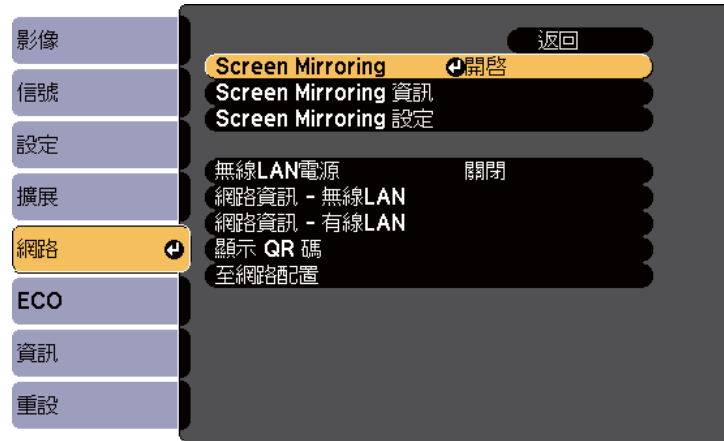 影像
信號
設定
擴展
網路
ECO
資訊
重設
返回
Screen Mirroring 開啓
Screen Mirroring 資訊
Screen Mirroring 設定
無線LAN電源 關閉
網路資訊 - 無線LAN
網路資訊 - 有線LAN
顯示 QR 碼
至網路配置